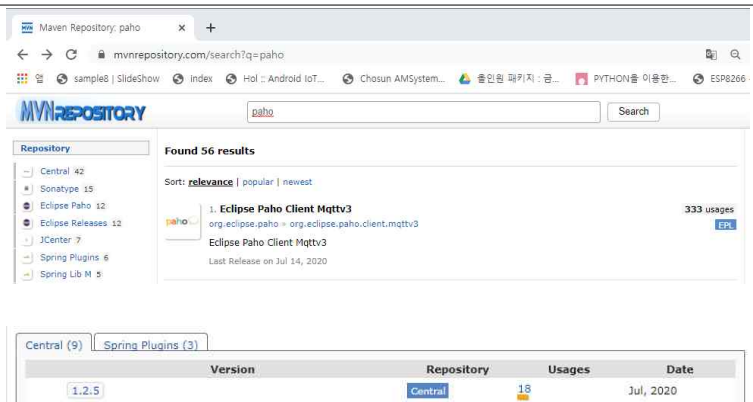 Maven Repository: paho
mvnrepository.com/search?q=paho
앱 sample8 | SlideShow index Hol :: Android IoT... Chosun AMSystem... 올인원 패키지 : 금... PYTHON을 이용한... ESP8266
MVNREPOSITORY paho Search
Repository
Central 42
Sonatype 15
Eclipse Paho 12
Eclipse Releases 12
JCenter 7
Spring Plugins 6
Spring Lib M 5
Found 56 results
Sort: relevance | popular | newest
1. Eclipse Paho Client Mqttv3 333 usages
paho org.eclipse.paho » org.eclipse.paho.client.mqttv3 EPL
Eclipse Paho Client Mqttv3
Last Release on Jul 14, 2020
Central (9) Spring Plugins (3)
Version Repository Usages Date
1.2.5 Central 18 Jul, 2020